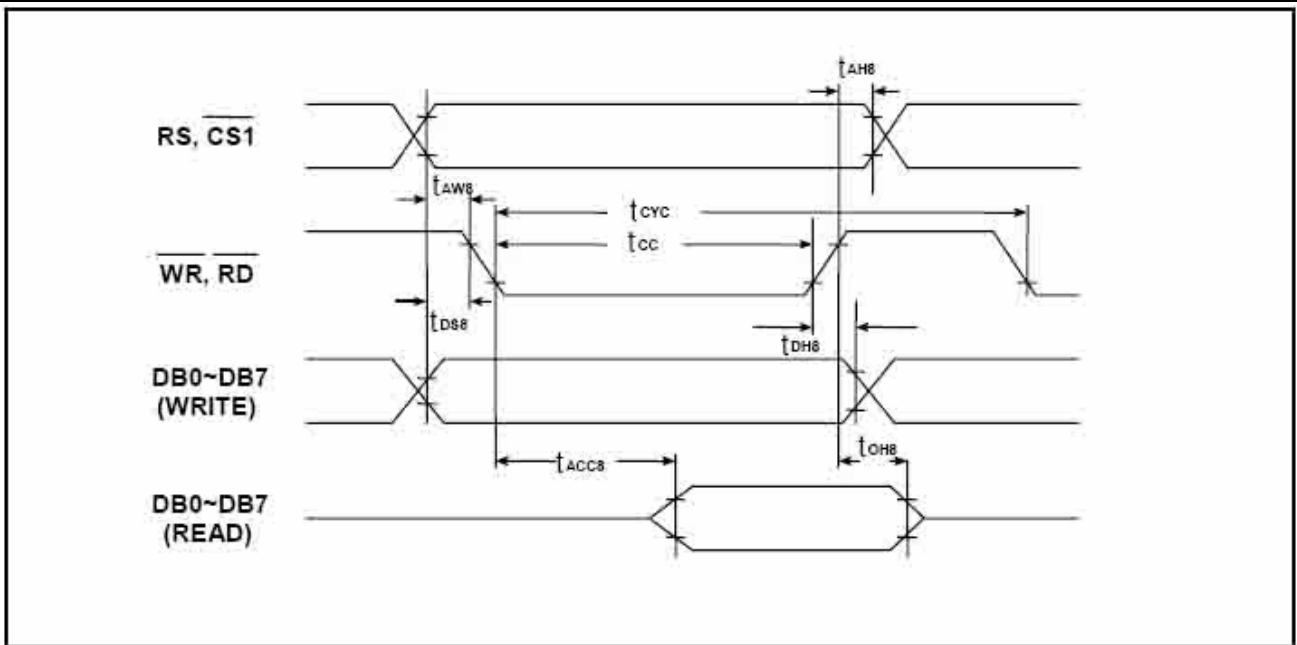 tAH8
RS, CS1
tAW8
tCYC
tCC
WR, RD
tDS8
tDH8
DB0~DB7
(WRITE)
tACC8
tOH8
DB0~DB7
(READ)